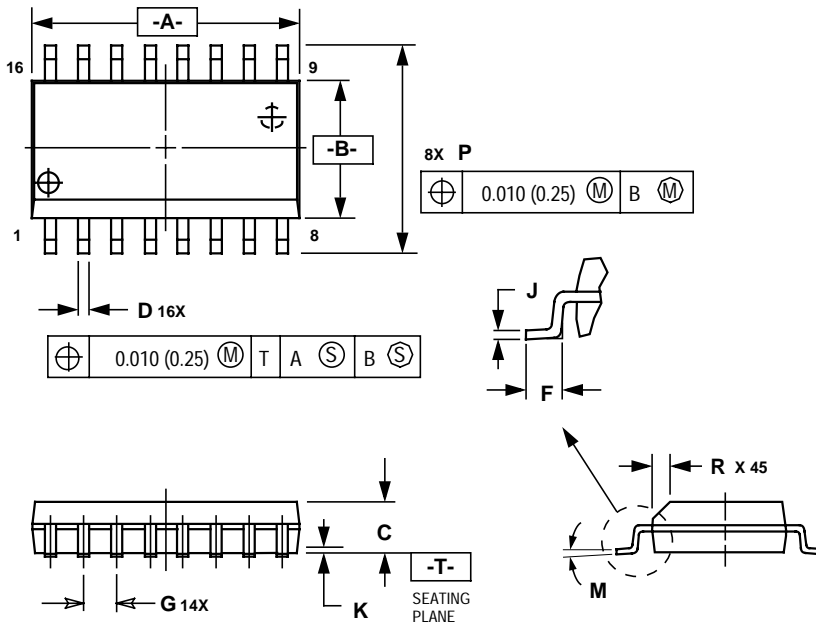 -A-
16
9
-B-
8X P
⌖ 0.010 (0.25) Ⓜ B Ⓜ
1
8
J
D 16X
⌖ 0.010 (0.25) Ⓜ T A Ⓢ B Ⓢ
F
R X 45
C
-T-
M
G 14X
K
SEATING
PLANE